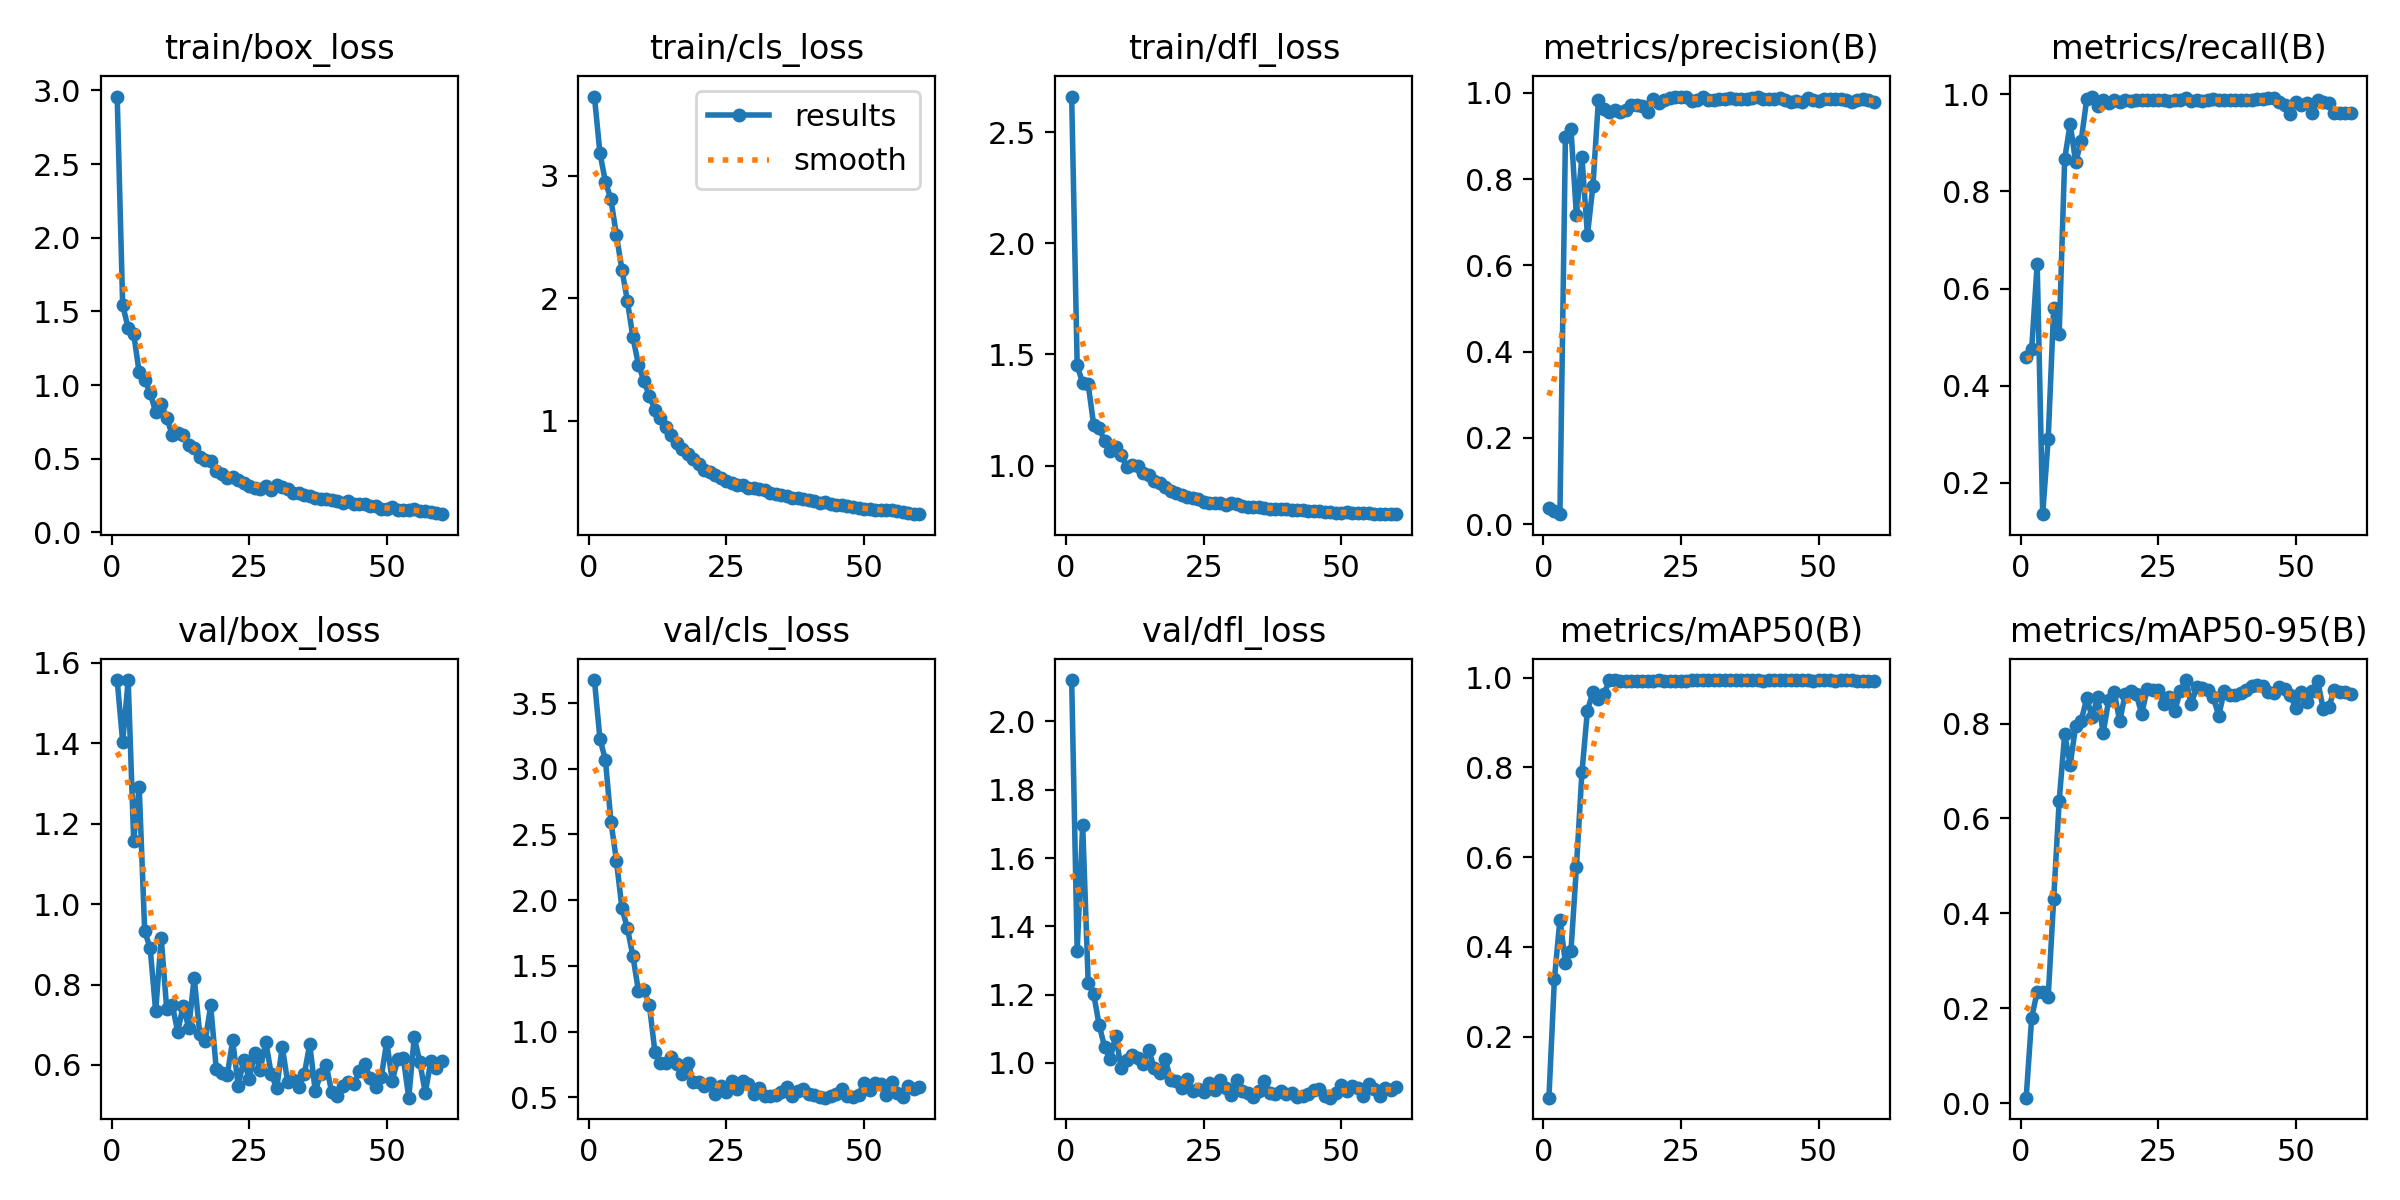 train/box_loss
3.0
2.5
2.0
1.5
1.0
0.5
0.0
0 25 50
train/cls_loss
results
smooth
3
2
1
0 25 50
train/dfl_loss
2.5
2.0
1.5
1.0
0 25 50
metrics/precision(B)
1.0
0.8
0.6
0.4
0.2
0.0
0 25 50
metrics/recall(B)
1.0
0.8
0.6
0.4
0.2
0 25 50
val/box_loss
1.6
1.4
1.2
1.0
0.8
0.6
0 25 50
val/cls_loss
3.5
3.0
2.5
2.0
1.5
1.0
0.5
0 25 50
val/dfl_loss
2.0
1.8
1.6
1.4
1.2
1.0
0 25 50
metrics/mAP50(B)
1.0
0.8
0.6
0.4
0.2
0 25 50
metrics/mAP50-95(B)
0.8
0.6
0.4
0.2
0.0
0 25 50